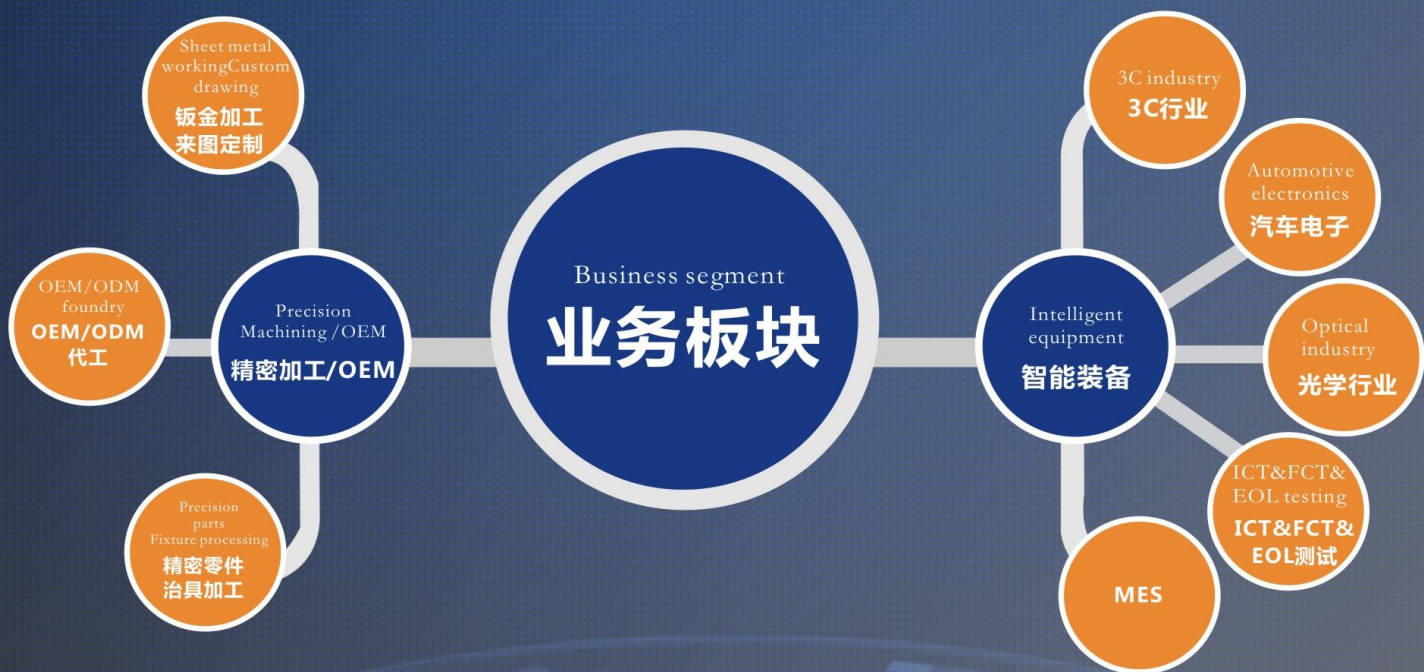 Sheet metal
workingCustom
drawing
钣金加工
来图定制
OEM/ODM
foundry
OEM/ODM
代工
Precision
Machining /OEM
精密加工/OEM
Precision
parts
Fixture processing
精密零件
治具加工
Business segment
业务板块
Intelligent
equipment
智能装备
3C industry
3C行业
Automotive
electronics
汽车电子
Optical
industry
光学行业
ICT&FCT&
EOL testing
ICT&FCT&
EOL测试
MES